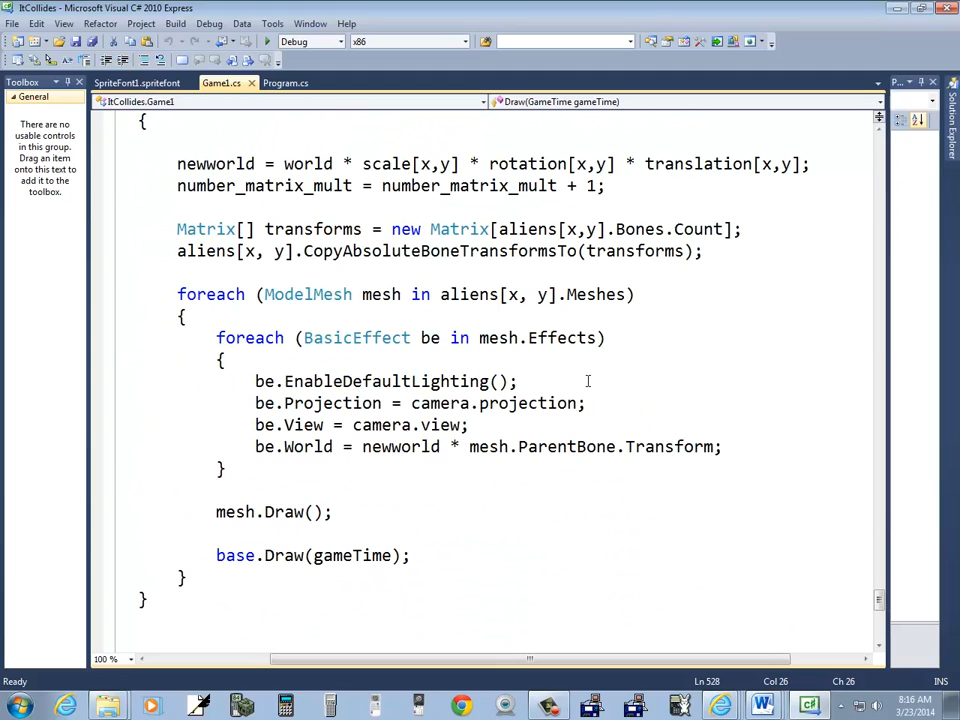 ItCollides - Microsoft Visual C# 2010 Express
File Edit View Refactor Project Build Debug Data Tools Window Help
Debug x86
Toolbox SpriteFont1.spritefont Game1.cs Program.cs P...
General ItCollides.Game1 Draw(GameTime gameTime)
There are no
usable controls
in this group.
Drag an item
onto this text to
add it to the
toolbox.
Solution Explorer
{
newworld = world * scale[x,y] * rotation[x,y] * translation[x,y];
number_matrix_mult = number_matrix_mult + 1;
Matrix[] transforms = new Matrix[aliens[x,y].Bones.Count];
aliens[x, y].CopyAbsoluteBoneTransformsTo(transforms);
foreach (ModelMesh mesh in aliens[x, y].Meshes)
{
foreach (BasicEffect be in mesh.Effects)
{
be.EnableDefaultLighting();
be.Projection = camera.projection;
be.View = camera.view;
be.World = newworld * mesh.ParentBone.Transform;
}
mesh.Draw();
base.Draw(gameTime);
}
}
100 %
Ready Ln 528 Col 26 Ch 26 INS
8:16 AM
3/23/2014